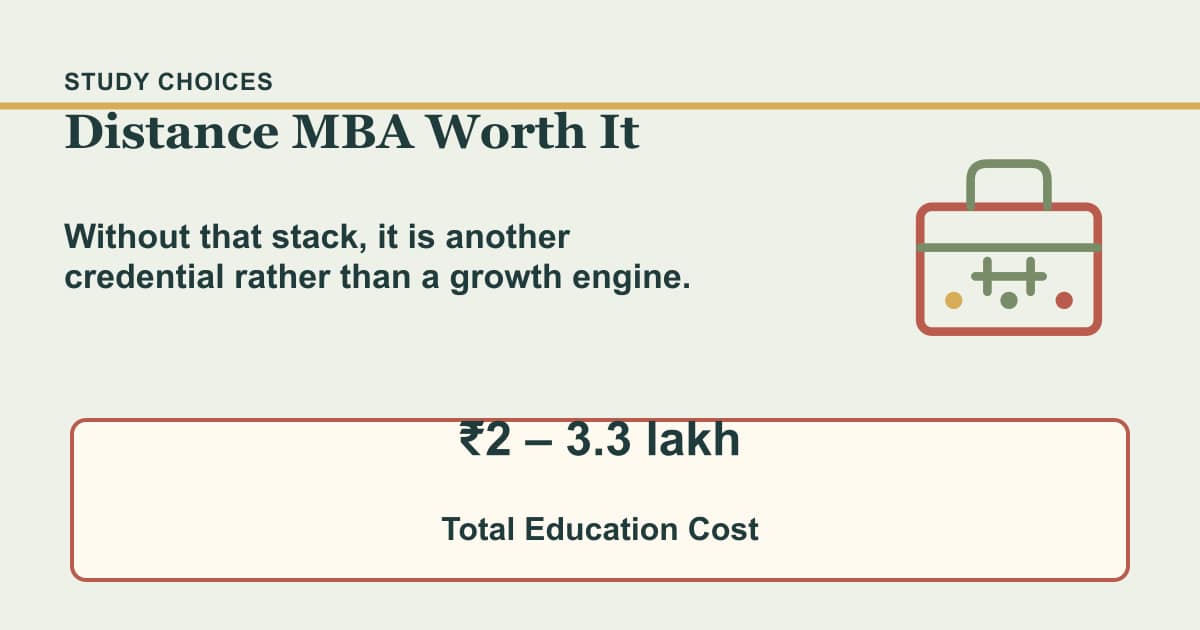 STUDY CHOICES
Distance MBA Worth It
Without that stack, it is another
credential rather than a growth engine.
₹2 – 3.3 lakh
Total Education Cost